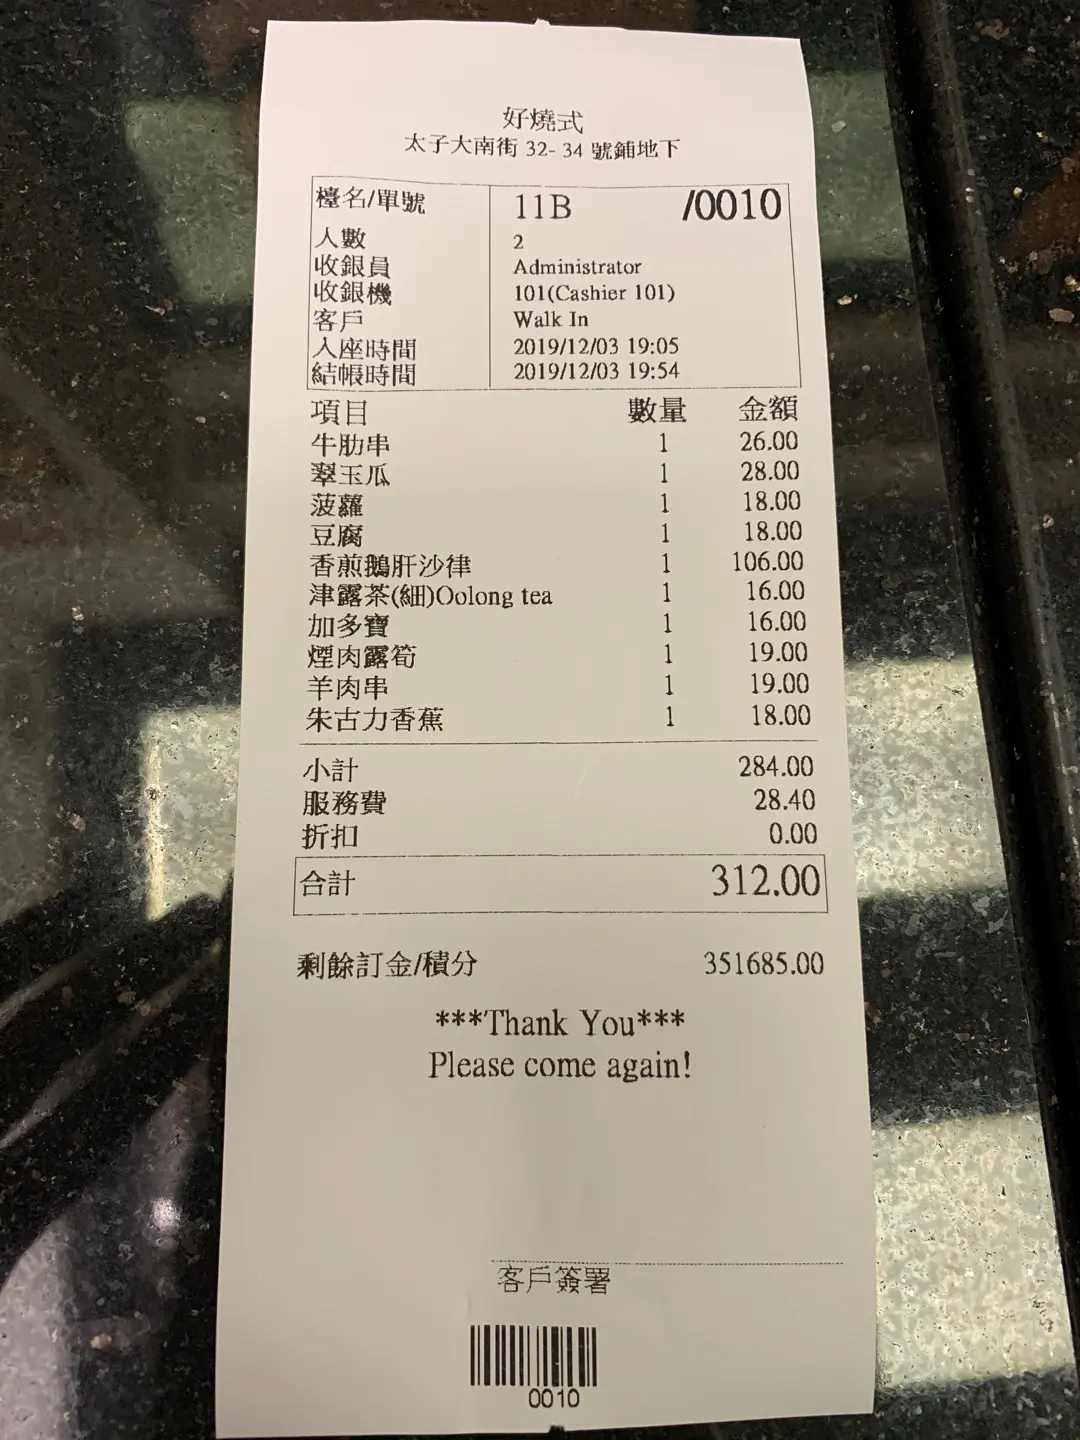 好燒式
太子大南街 32- 34 號鋪地下
檯名/單號 11B /0010
人數 2
收銀員 Administrator
收銀機 101(Cashier 101)
客戶 Walk In
入座時間 2019/12/03 19:05
結帳時間 2019/12/03 19:54
項目 數量 金額
牛肋串 1 26.00
翠玉瓜 1 28.00
菠蘿 1 18.00
豆腐 1 18.00
香煎鵝肝沙律 1 106.00
津露茶(細)Oolong tea 1 16.00
加多寶 1 16.00
煙肉露筍 1 19.00
羊肉串 1 19.00
朱古力香蕉 1 18.00
小計 284.00
服務費 28.40
折扣 0.00
合計 312.00
剩餘訂金/積分 351685.00
***Thank You***
Please come again!
客戶簽署
0010